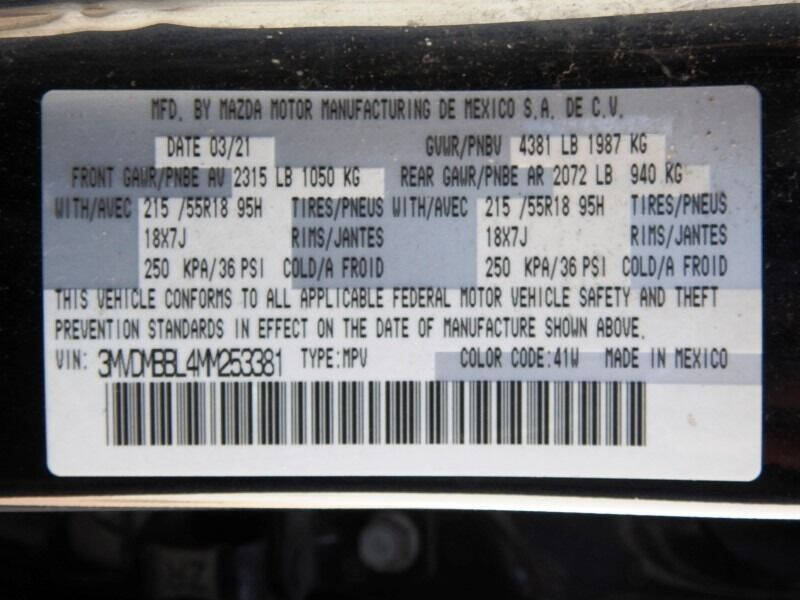 MFD. BY MAZDA MOTOR MANUFACTURING DE MEXICO S.A. DE C.V.
DATE 03/21 GVWR/PNBV 4381 LB 1987 KG
FRONT GAWR/PNBE AV 2315 LB 1050 KG REAR GAWR/PNBE AR 2072 LB 940 KG
WITH/AVEC 215 /55R18 95H TIRES/PNEUS WITH/AVEC 215 /55R18 95H TIRES/PNEUS
18X7J RIMS/JANTES 18X7J RIMS/JANTES
250 KPA/36 PSI COLD/A FROID 250 KPA/36 PSI COLD/A FROID
THIS VEHICLE CONFORMS TO ALL APPLICABLE FEDERAL MOTOR VEHICLE SAFETY AND THEFT
PREVENTION STANDARDS IN EFFECT ON THE DATE OF MANUFACTURE SHOWN ABOVE.
VIN: 3MVDMBBL4MM253381 TYPE:MPV COLOR CODE:41W MADE IN MEXICO